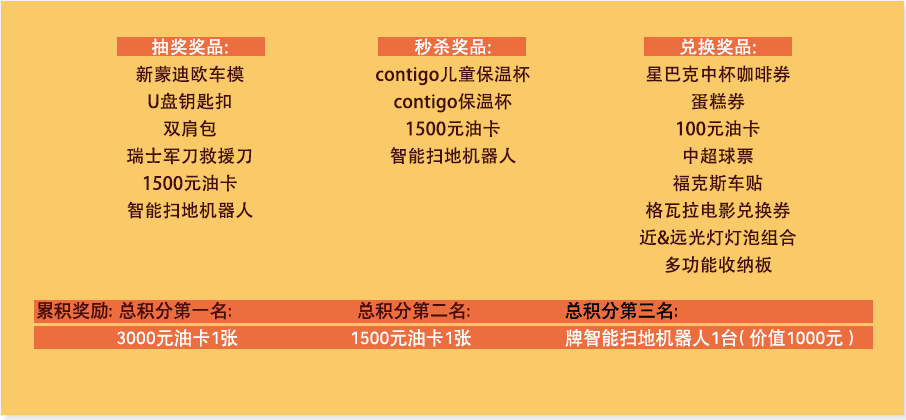 抽奖奖品:
新蒙迪欧车模
U盘钥匙扣
双肩包
瑞士军刀救援刀
1500元油卡
智能扫地机器人
秒杀奖品:
contigo儿童保温杯
contigo保温杯
1500元油卡
智能扫地机器人
兑换奖品:
星巴克中杯咖啡券
蛋糕券
100元油卡
中超球票
福克斯车贴
格瓦拉电影兑换券
近&远光灯灯泡组合
多功能收纳板
累积奖励: 总积分第一名: 总积分第二名: 总积分第三名:
3000元油卡1张 1500元油卡1张 牌智能扫地机器人1台( 价值1000元 )